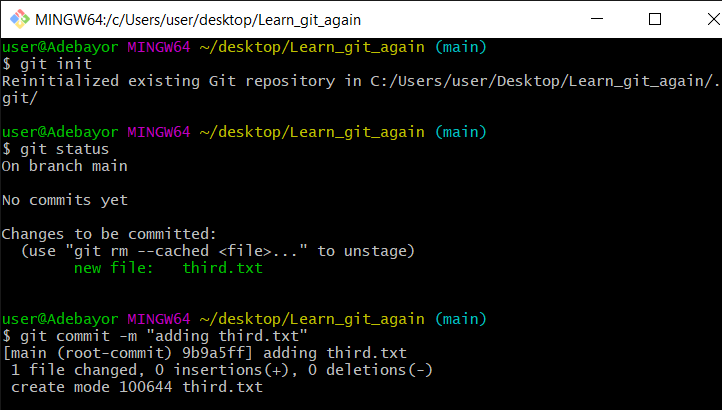 MINGW64:/c/Users/user/desktop/Learn_git_again
user@Adebayor MINGW64 ~/desktop/Learn_git_again (main)
$ git init
Reinitialized existing Git repository in C:/Users/user/Desktop/Learn_git_again/.
git/
user@Adebayor MINGW64 ~/desktop/Learn_git_again (main)
$ git status
On branch main
No commits yet
Changes to be committed:
  (use "git rm --cached <file>..." to unstage)
        new file:   third.txt
user@Adebayor MINGW64 ~/desktop/Learn_git_again (main)
$ git commit -m "adding third.txt"
[main (root-commit) 9b9a5ff] adding third.txt
 1 file changed, 0 insertions(+), 0 deletions(-)
 create mode 100644 third.txt